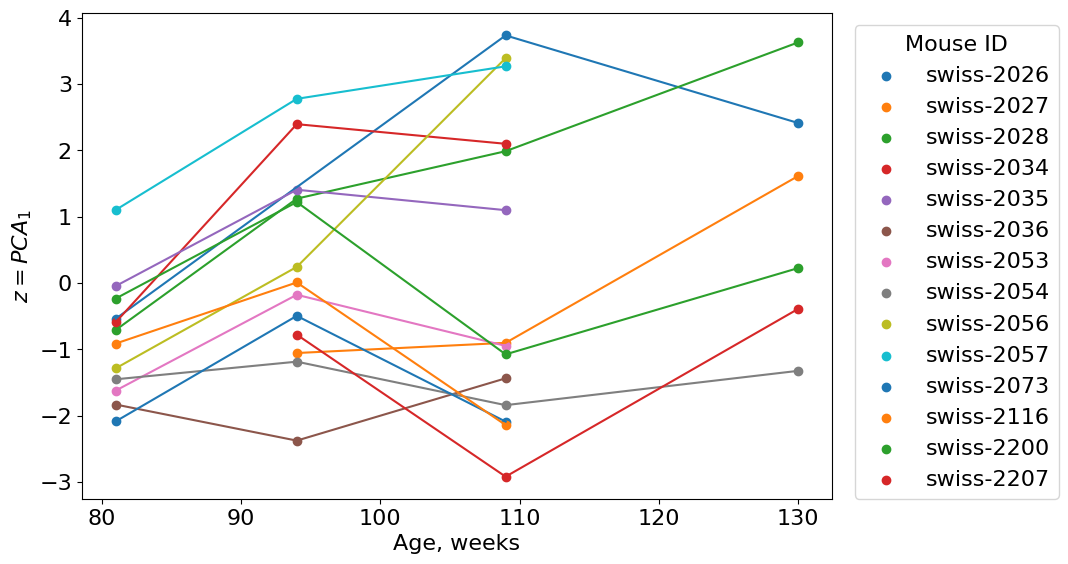 4
3
2
1
0
−1
−2
−3
z = PCA₁
80 90 100 110 120 130
Age, weeks
Mouse ID
swiss-2026
swiss-2027
swiss-2028
swiss-2034
swiss-2035
swiss-2036
swiss-2053
swiss-2054
swiss-2056
swiss-2057
swiss-2073
swiss-2116
swiss-2200
swiss-2207